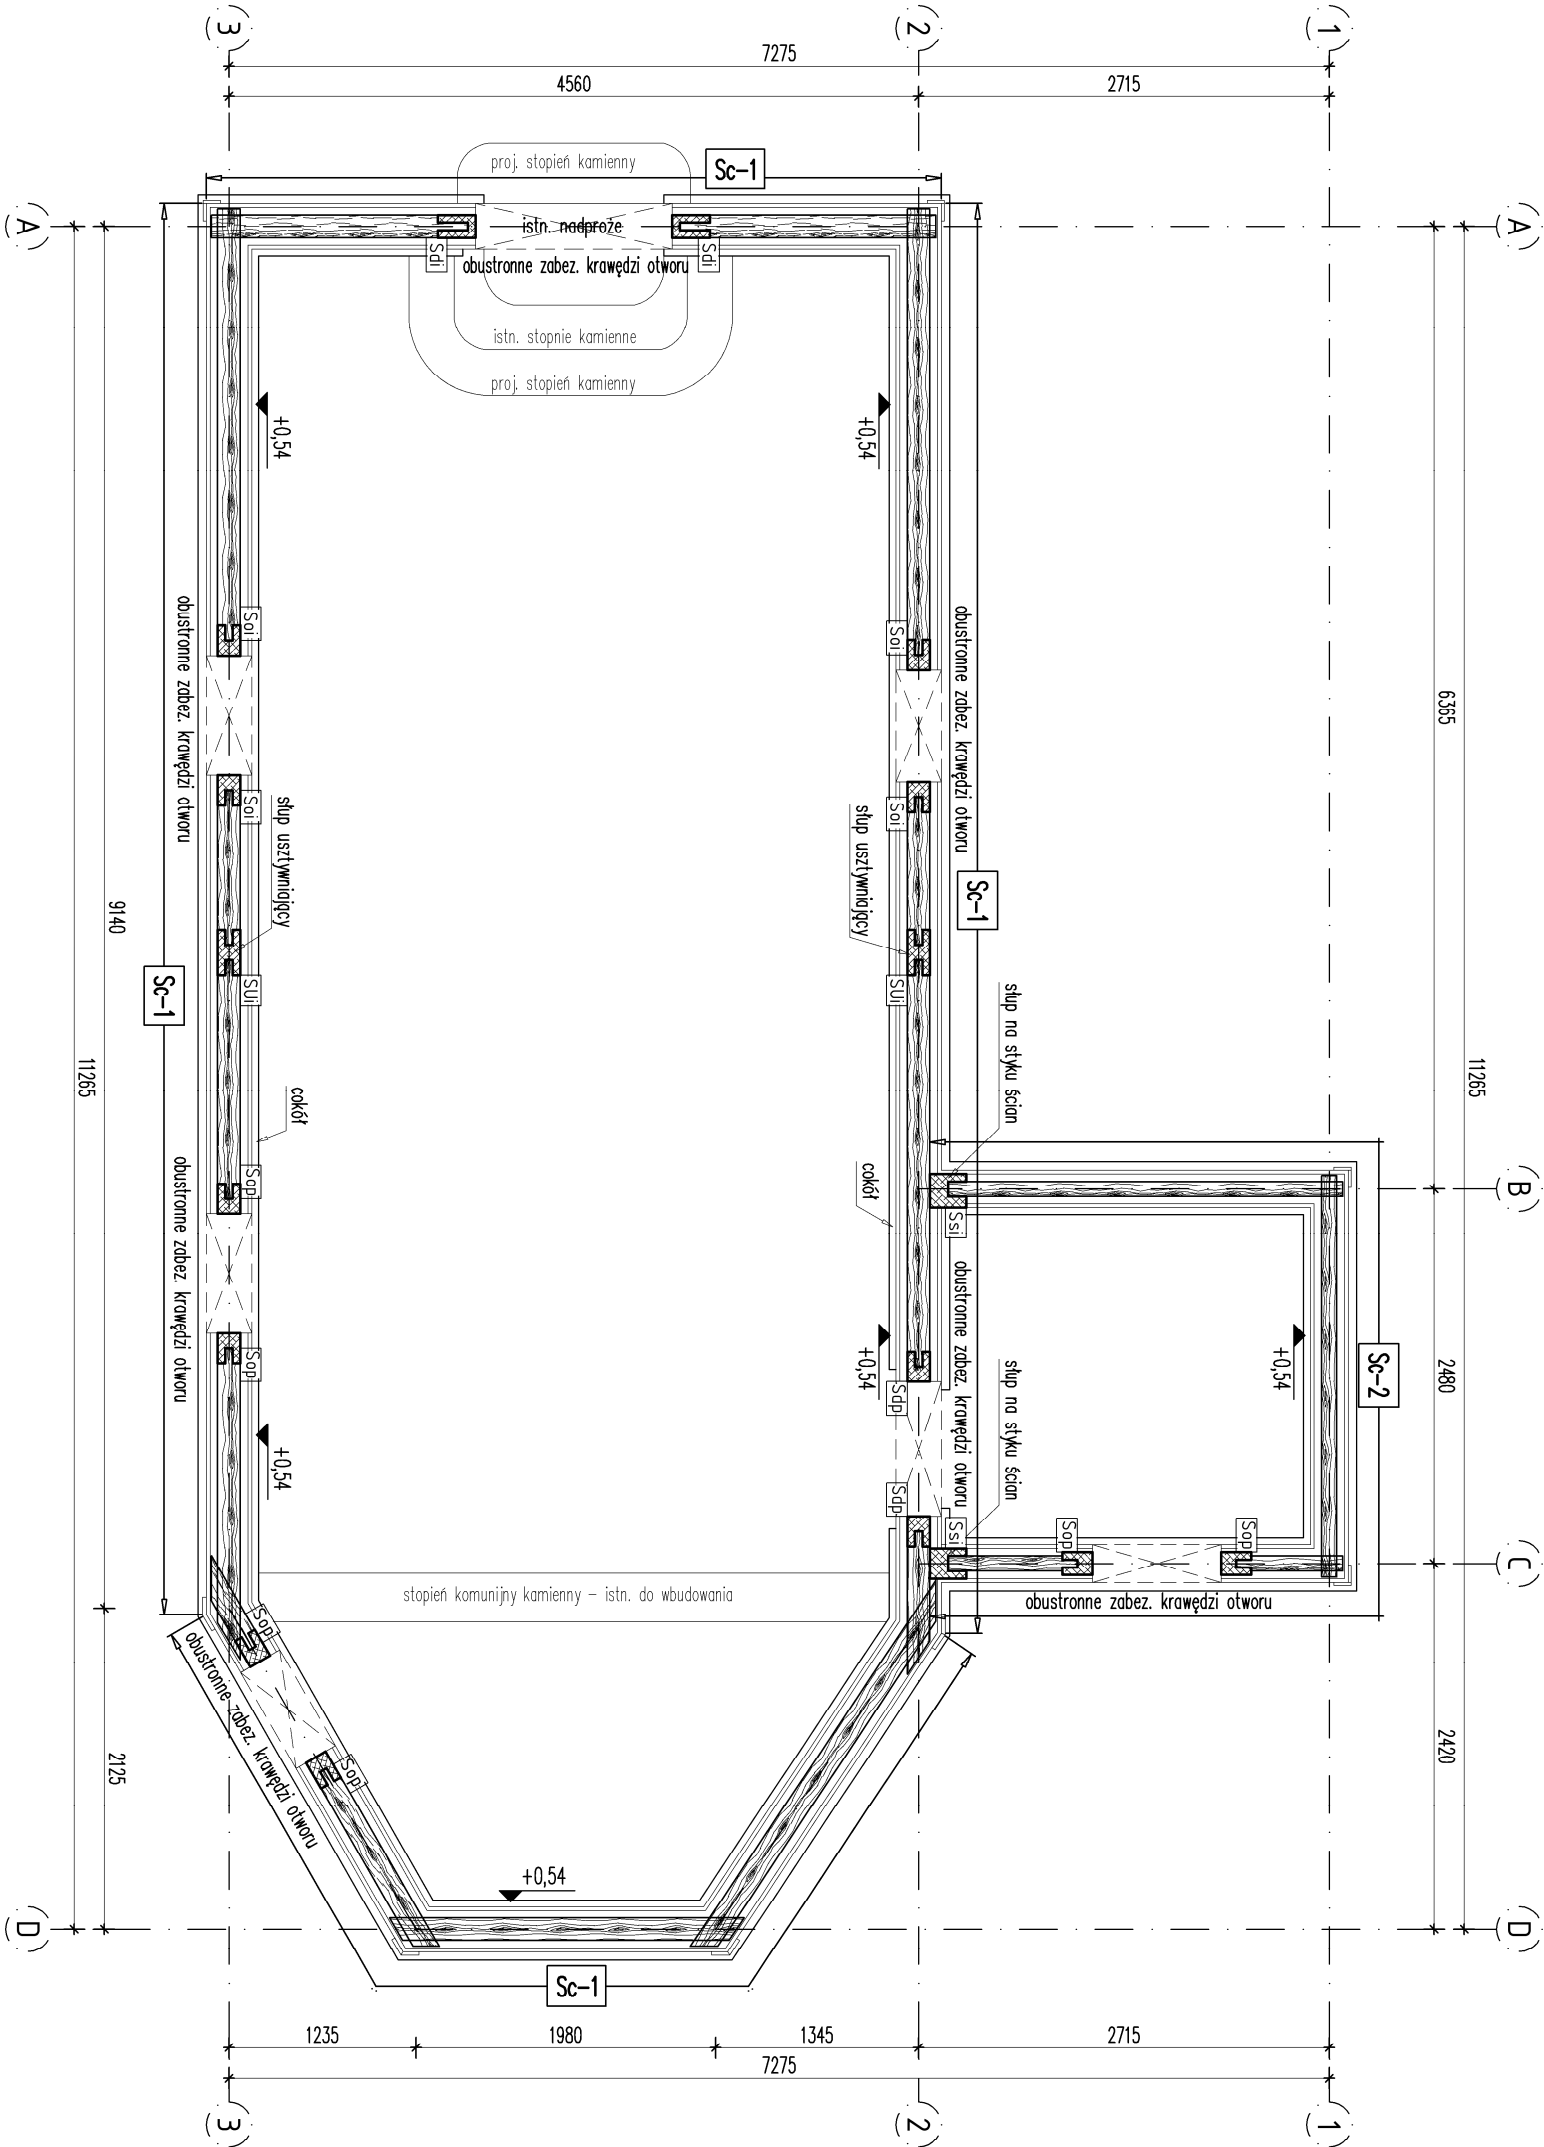 3
2
1
7275
4560
2715
proj. stopień kamienny
Sc-1
A
A
istn. nadproże
Sdi
Sdi
obustronne zabez. krawędzi otworu
istn. stopnie kamienne
proj. stopień kamienny
+0,54
+0,54
obustronne zabez. krawędzi otworu
Soi
Soi
obustronne zabez. krawędzi otworu
6365
Soi
Soi
słup usztywniający
słup usztywniający
Sc-1
9140
Sc-1
SUi
SUi
słup na styku ścian
11265
11265
cokół
cokół
B
obustronne zabez. krawędzi otworu
Sop
Ssi
obustronne zabez. krawędzi otworu
+0,54
+0,54
Sc-2
2480
Sop
Sdp
słup na styku ścian
+0,54
Sdp
Ssi
Sop
Sop
C
stopień komunijny kamienny – istn. do wbudowania
obustronne zabez. krawędzi otworu
Sop
obustronne zabez. krawędzi otworu
Sop
2125
2420
+0,54
D
D
Sc-1
1235
1980
1345
2715
7275
3
2
1